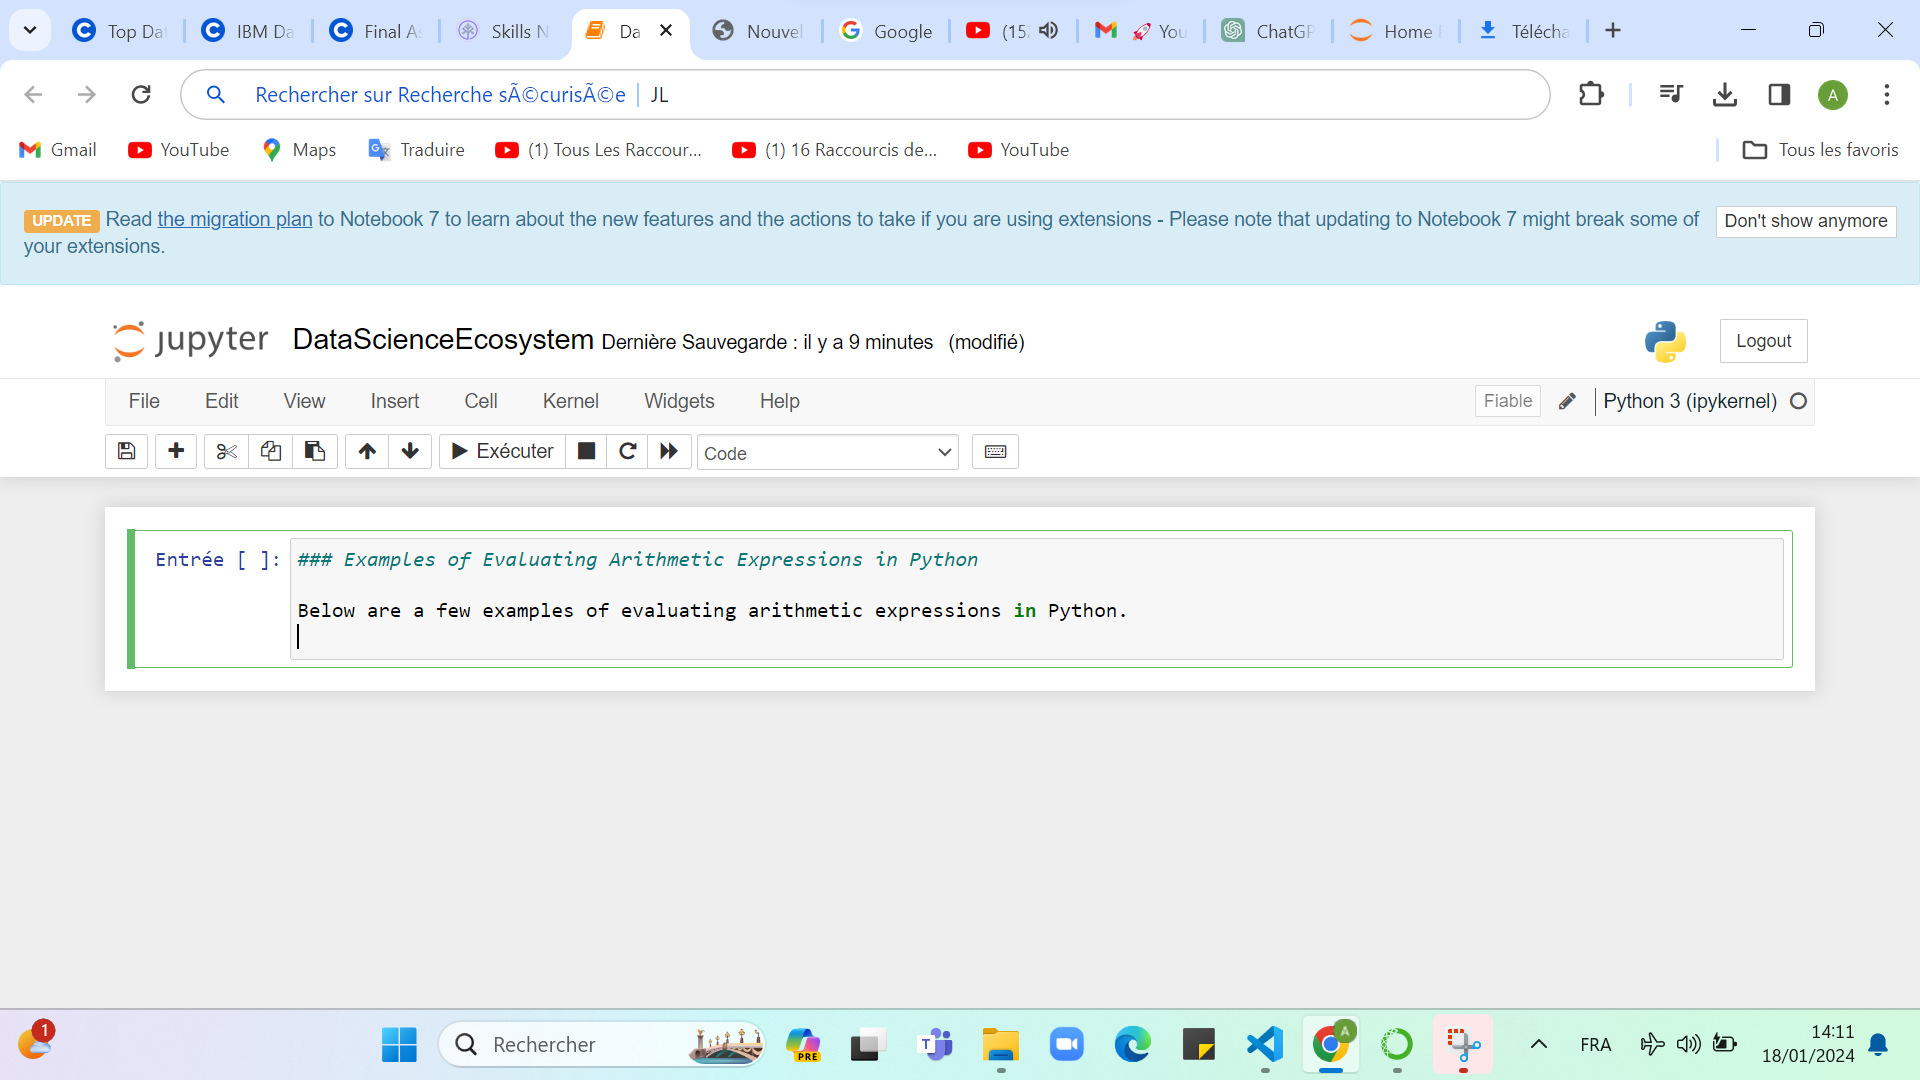 Top Da
IBM Da
Final A
Skills N
Da
Nouvel
Google
(15
You
ChatGP
Home
Télécha
Rechercher sur Recherche sÃ©curisÃ©e
JL
A
Gmail
YouTube
Maps
Traduire
(1) Tous Les Raccour...
(1) 16 Raccourcis de...
YouTube
Tous les favoris
UPDATE Read the migration plan to Notebook 7 to learn about the new features and the actions to take if you are using extensions - Please note that updating to Notebook 7 might break some of
your extensions.
Don't show anymore
jupyter DataScienceEcosystem Dernière Sauvegarde : il y a 9 minutes (modifié)
Logout
File Edit View Insert Cell Kernel Widgets Help
Fiable
Python 3 (ipykernel)
Exécuter
Code
Entrée [ ]: ### Examples of Evaluating Arithmetic Expressions in Python
Below are a few examples of evaluating arithmetic expressions in Python.
1
Rechercher
PRE
T
A
FRA
14:11
18/01/2024